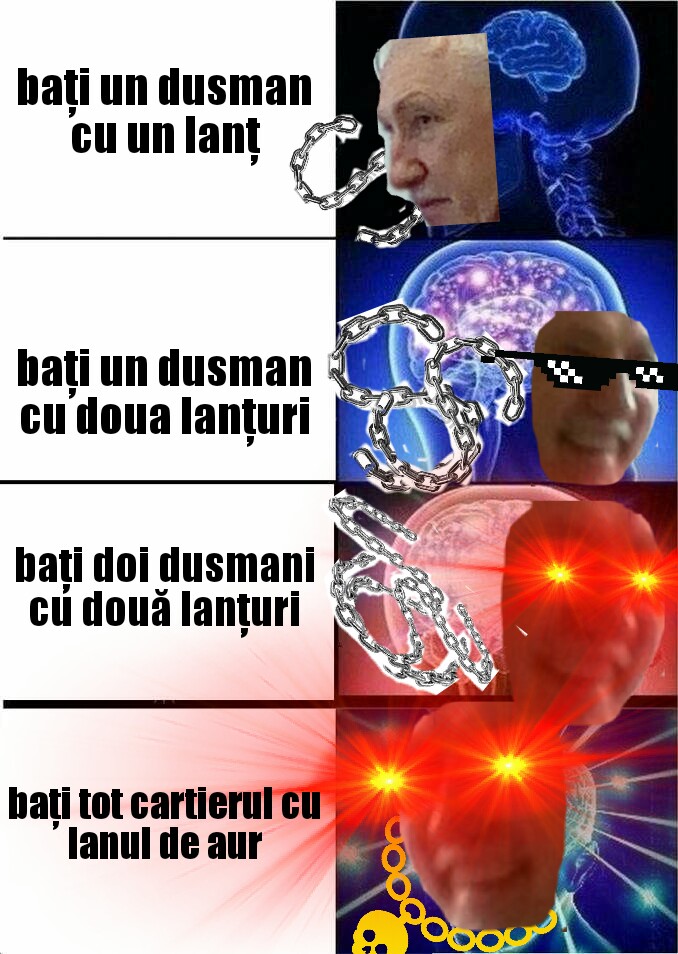 bați un dusman
cu un lanț
bați un dusman
cu doua lanțuri
bați doi dusmani
cu două lanțuri
bați tot cartierul cu
lanul de aur